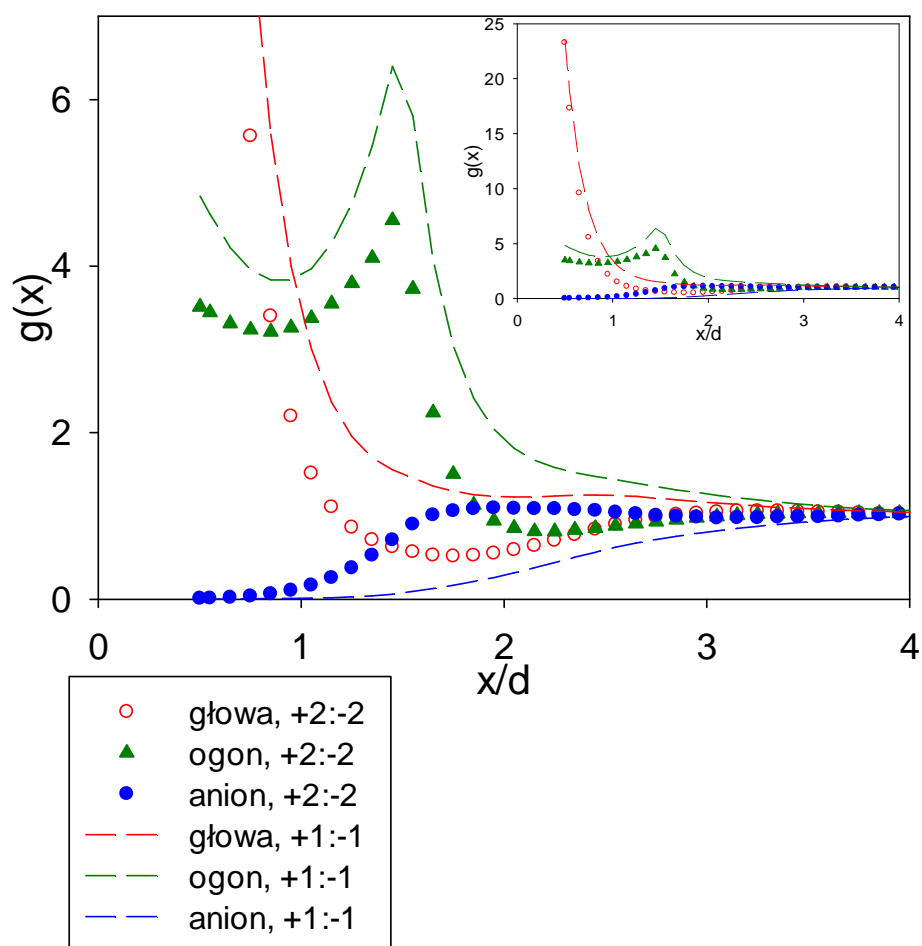 g(x)
6
4
2
0
0 1 2 3 4
x/d
g(x)
25
20
15
10
5
0
0 1 2 3 4
x/d
głowa, +2:-2
ogon, +2:-2
anion, +2:-2
głowa, +1:-1
ogon, +1:-1
anion, +1:-1